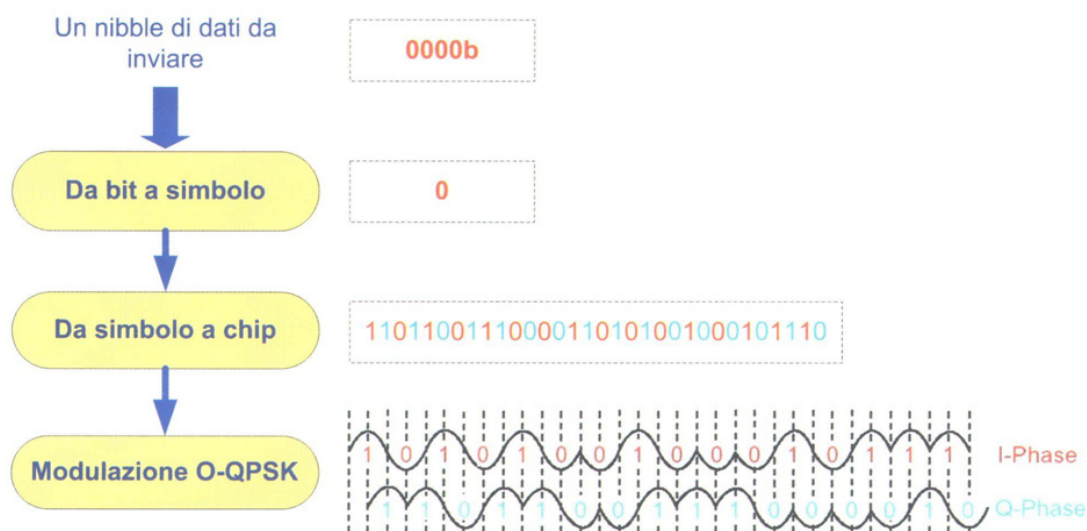 Un nibble di dati da
inviare
0000b
Da bit a simbolo
0
Da simbolo a chip
11011001110000110101001000101110
1 0 1 0 1 0 0 1 0 0 0 1 0 1 1 1 I-Phase
Modulazione O-QPSK
1 1 0 1 1 0 0 1 1 1 0 0 0 0 1 0 Q-Phase